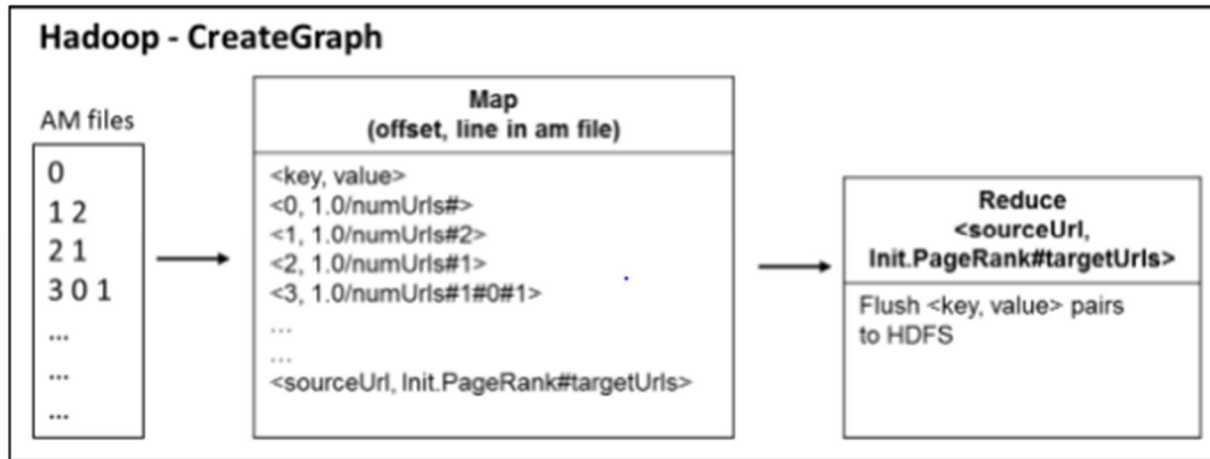 Hadoop - CreateGraph
AM files
0
1 2
2 1
3 0 1
...
...
...
Map
(offset, line in am file)
<key, value>
<0, 1.0/numUrls#>
<1, 1.0/numUrls#2>
<2, 1.0/numUrls#1>
<3, 1.0/numUrls#1#0#1>
...
...
<sourceUrl, Init.PageRank#targetUrls>
Reduce
<sourceUrl,
Init.PageRank#targetUrls>
Flush <key, value> pairs
to HDFS